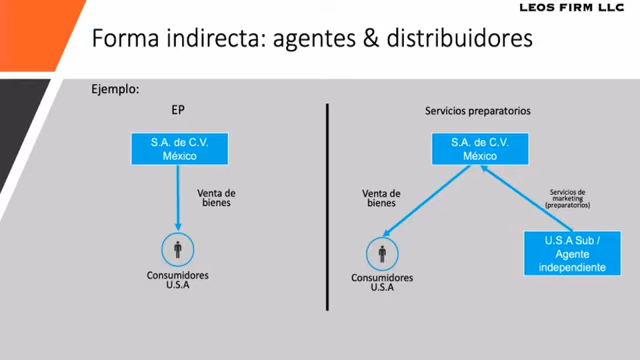 LEOS FIRM LLC
Forma indirecta: agentes & distribuidores
Ejemplo:
EP
S.A. de C.V.
México
Venta de
bienes
Consumidores
U.S.A
Servicios preparatorios
S.A. de C.V.
México
Venta de
bienes
Servicios de
marketing
(preparatorios)
Consumidores
U.S.A
U.S.A Sub /
Agente
independiente